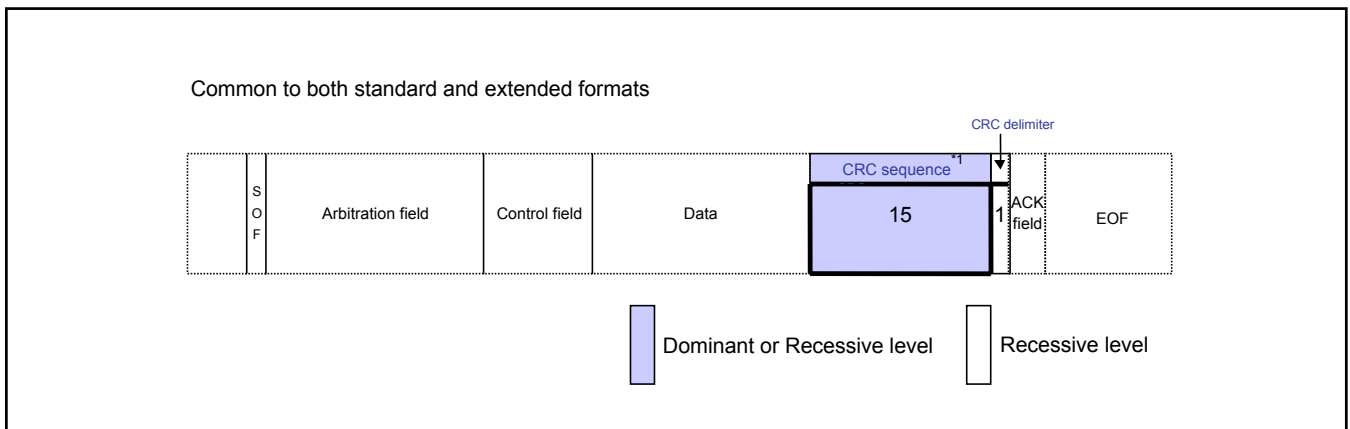 Common to both standard and extended formats
CRC delimiter
CRC sequence*1
S
O
F
Arbitration field
Control field
Data
15
1
ACK
field
EOF
Dominant or Recessive level
Recessive level